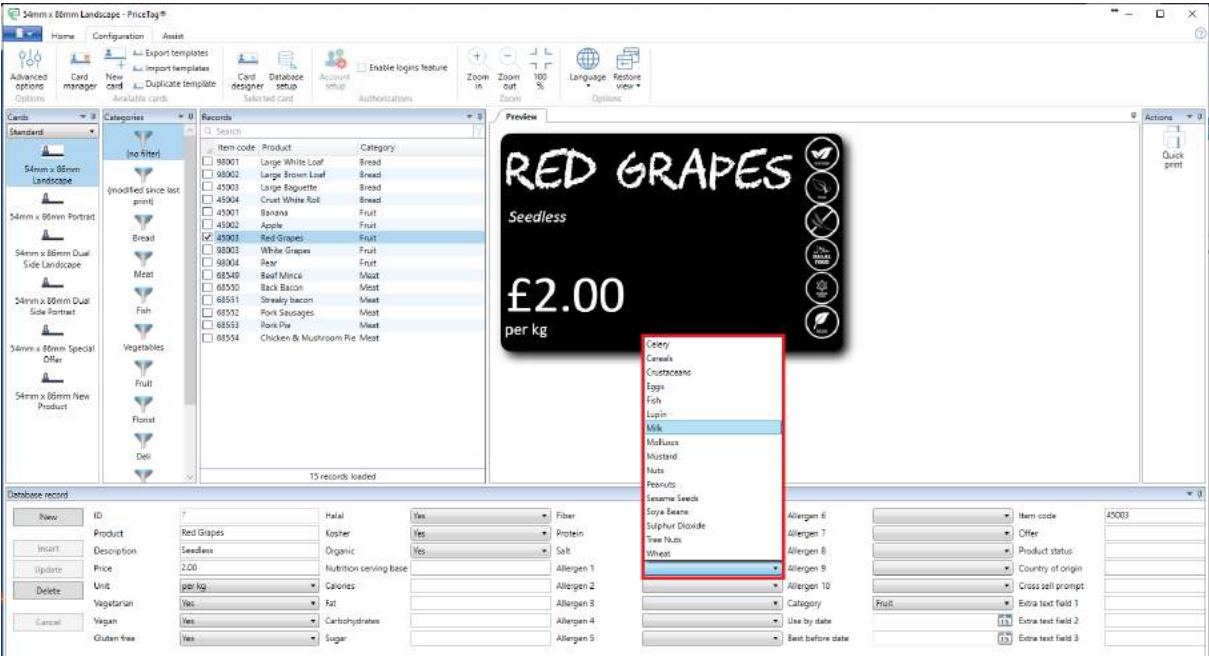 54mm x 86mm Landscape - PriceTag®
Home Configuration Assist
Advanced options
Card manager
New card
Export templates
Import templates
Duplicate template
Card designer
Database setup
Account setup
Enable logins feature
Zoom in
Zoom out
100 %
Language
Restore view
Options
Available cards
Selected card
Authorizations
Zoom
Options
Cards
Standard
54mm x 86mm Landscape
54mm x 86mm Portrait
54mm x 86mm Dual Side Landscape
54mm x 86mm Dual Side Portrait
54mm x 86mm Special Offer
54mm x 86mm New Product
Categories
(no filter)
(modified since last print)
Bread
Meat
Fish
Vegetables
Fruit
Florist
Deli
Records
Search
Item code Product Category
98001 Large White Loaf Bread
98002 Large Brown Loaf Bread
45003 Large Baguette Bread
45004 Crust White Roll Bread
45001 Banana Fruit
45002 Apple Fruit
45003 Red Grapes Fruit
98003 White Grapes Fruit
98004 Pear Fruit
68549 Beef Mince Meat
68550 Back Bacon Meat
68551 Streaky bacon Meat
68552 Pork Sausages Meat
68553 Pork Pie Meat
68554 Chicken & Mushroom Pie Meat
15 records loaded
Preview
RED GRAPES
Seedless
£2.00
per kg
HALAL FOOD
Actions
Quick print
Celery
Cereals
Crustaceans
Eggs
Fish
Lupin
Milk
Molluscs
Mustard
Nuts
Peanuts
Sesame Seeds
Soya Beans
Sulphur Dioxide
Tree Nuts
Wheat
Database record
New
Insert
Update
Delete
Cancel
ID 7
Product Red Grapes
Description Seedless
Price 2.00
Unit per kg
Vegetarian Yes
Vegan Yes
Gluten free Yes
Halal Yes
Kosher Yes
Organic Yes
Nutrition serving base
Calories
Fat
Carbohydrates
Sugar
Fiber
Protein
Salt
Allergen 1
Allergen 2
Allergen 3
Allergen 4
Allergen 5
Allergen 6
Allergen 7
Allergen 8
Allergen 9
Allergen 10
Category Fruit
Use by date 15
Best before date 15
Item code 45003
Offer
Product status
Country of origin
Cross sell prompt
Extra text field 1
Extra text field 2
Extra text field 3